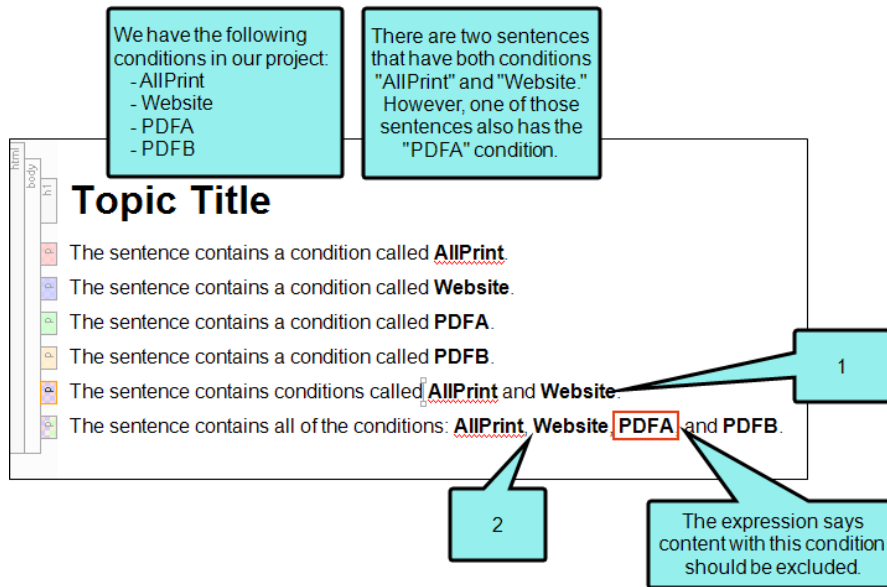 We have the following
conditions in our project:
- AllPrint
- Website
- PDFA
- PDFB
There are two sentences
that have both conditions
"AllPrint" and "Website."
However, one of those
sentences also has the
"PDFA" condition.
html
body
h1
Topic Title
p
The sentence contains a condition called AllPrint.
p
The sentence contains a condition called Website.
p
The sentence contains a condition called PDFA.
p
The sentence contains a condition called PDFB.
p
The sentence contains conditions called AllPrint and Website.
1
p
The sentence contains all of the conditions: AllPrint, Website, PDFA, and PDFB.
2
The expression says
content with this condition
should be excluded.